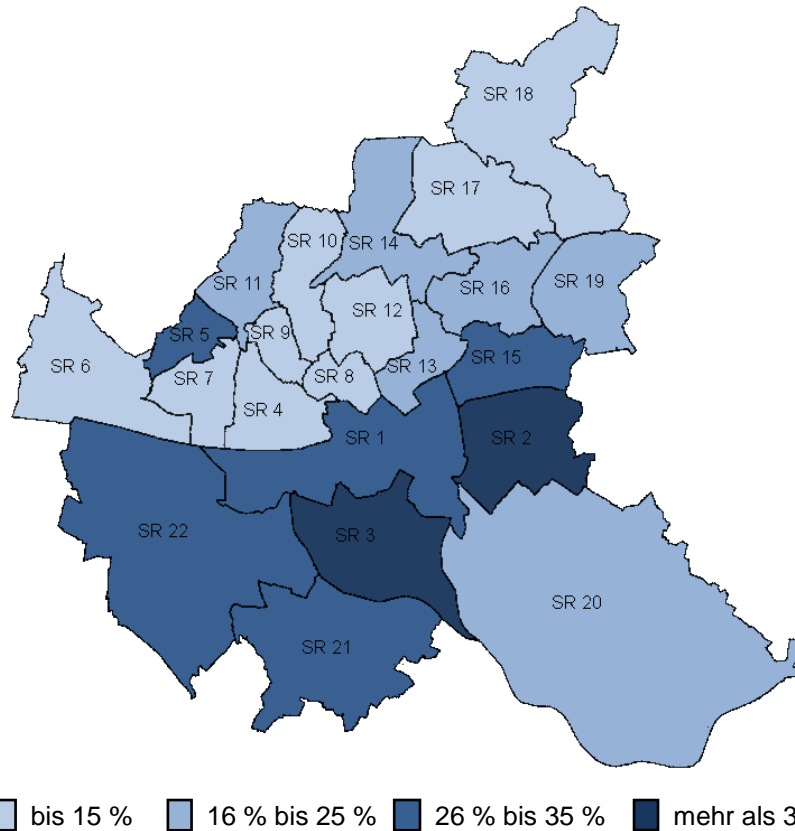 SR 18
SR 17
SR 10
SR 14
SR 11
SR 16
SR 19
SR 12
SR 5
SR 9
SR 15
SR 6
SR 7
SR 8
SR 13
SR 4
SR 1
SR 2
SR 22
SR 3
SR 20
SR 21
bis 15 % 16 % bis 25 % 26 % bis 35 % mehr als 3